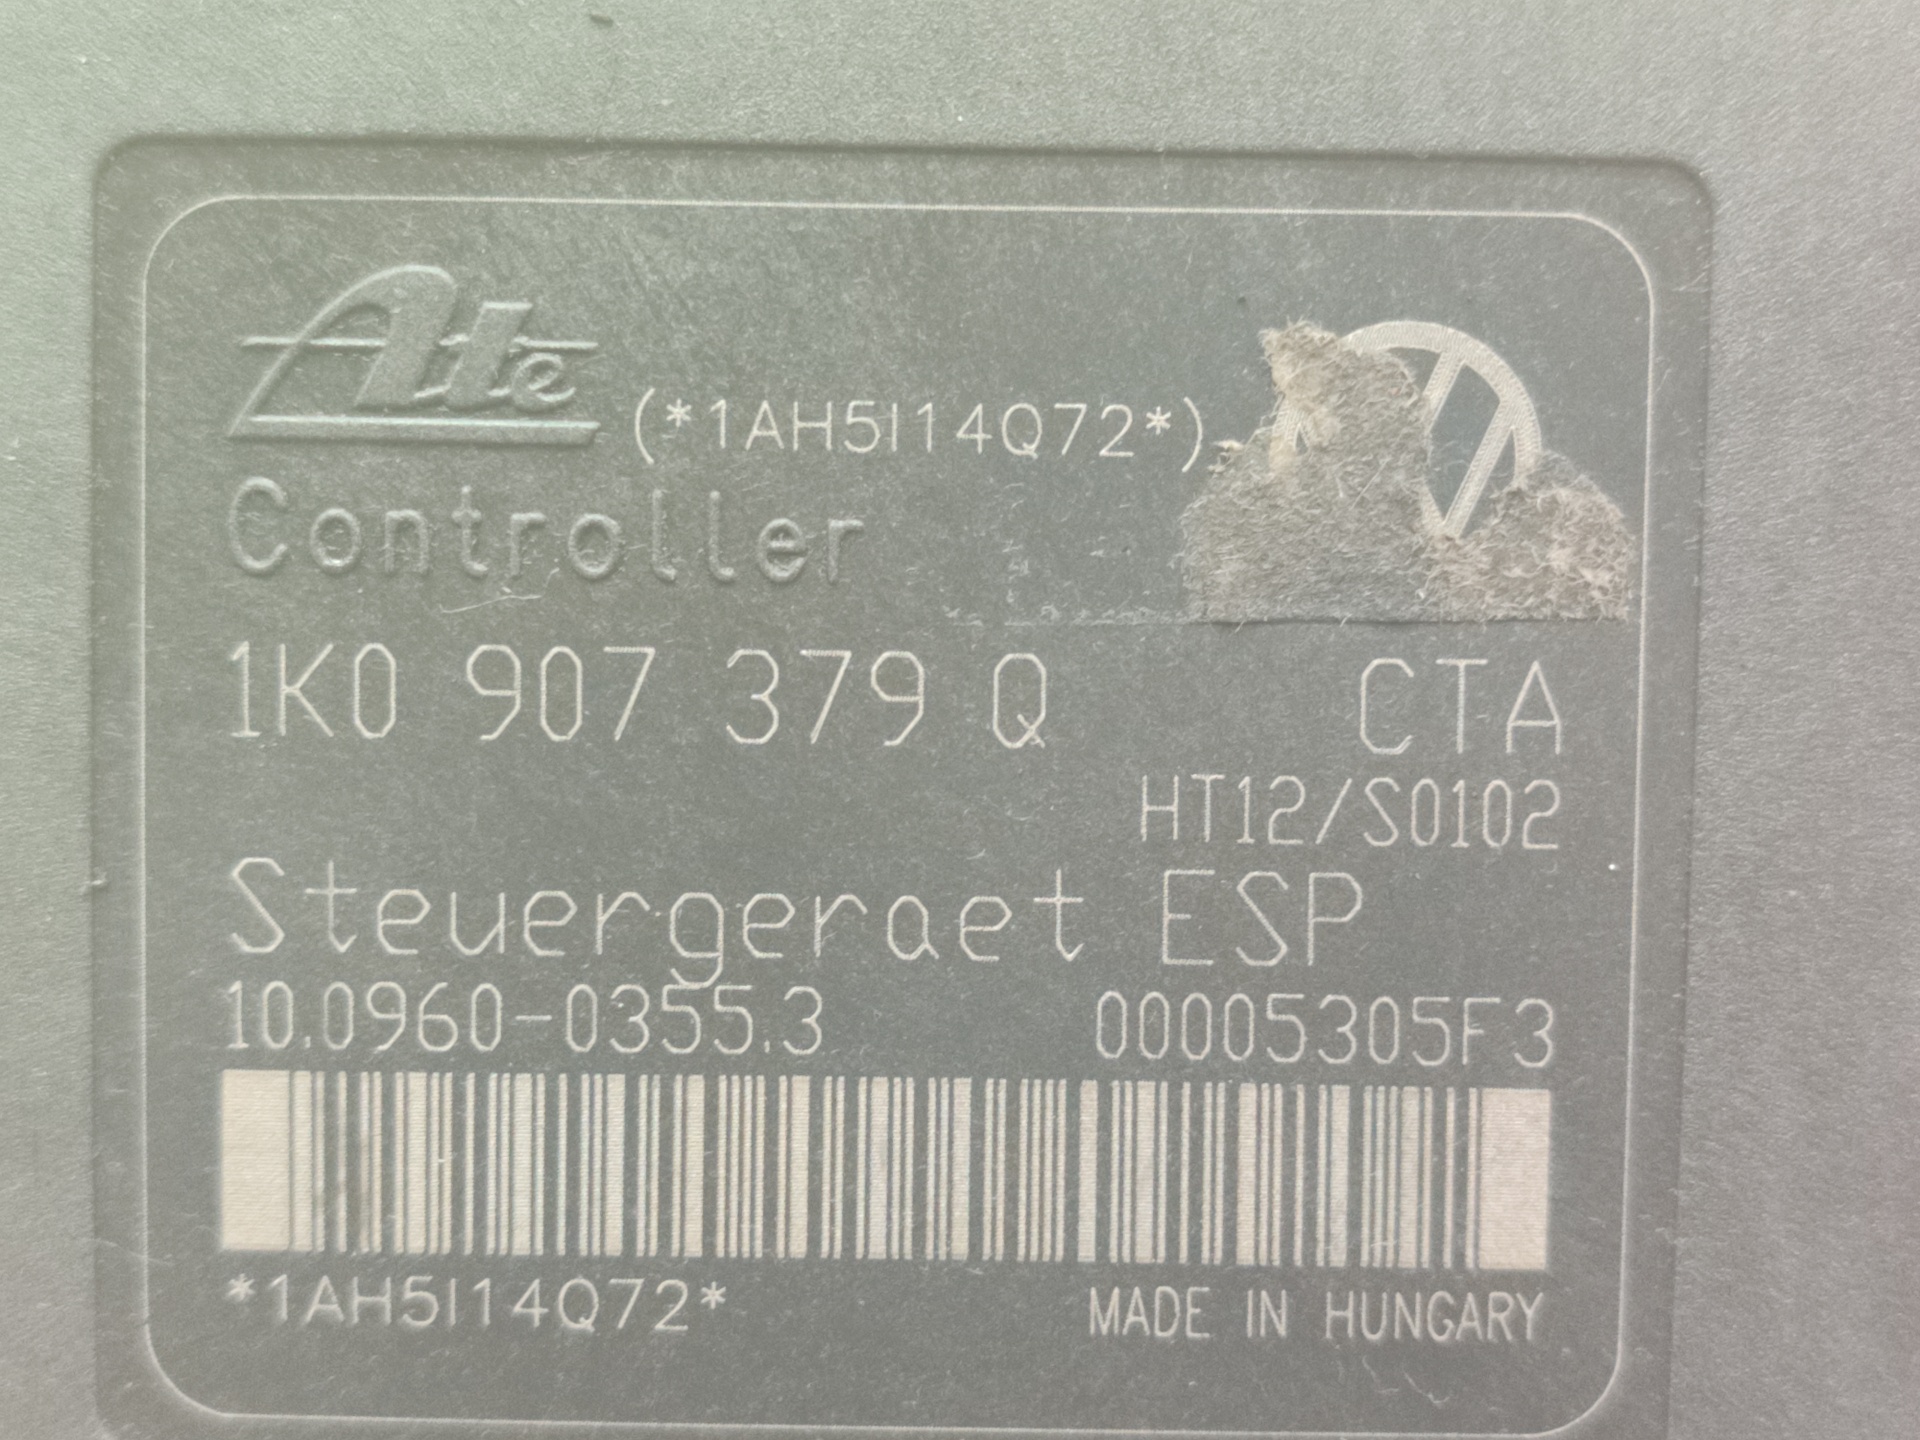 Ate
(*1AH5I14Q72*)
Controller
1K0 907 379 Q CTA
HT12/S0102
Steuergeraet ESP
10.0960-0355.3 00005305F3
*1AH5I14Q72* MADE IN HUNGARY